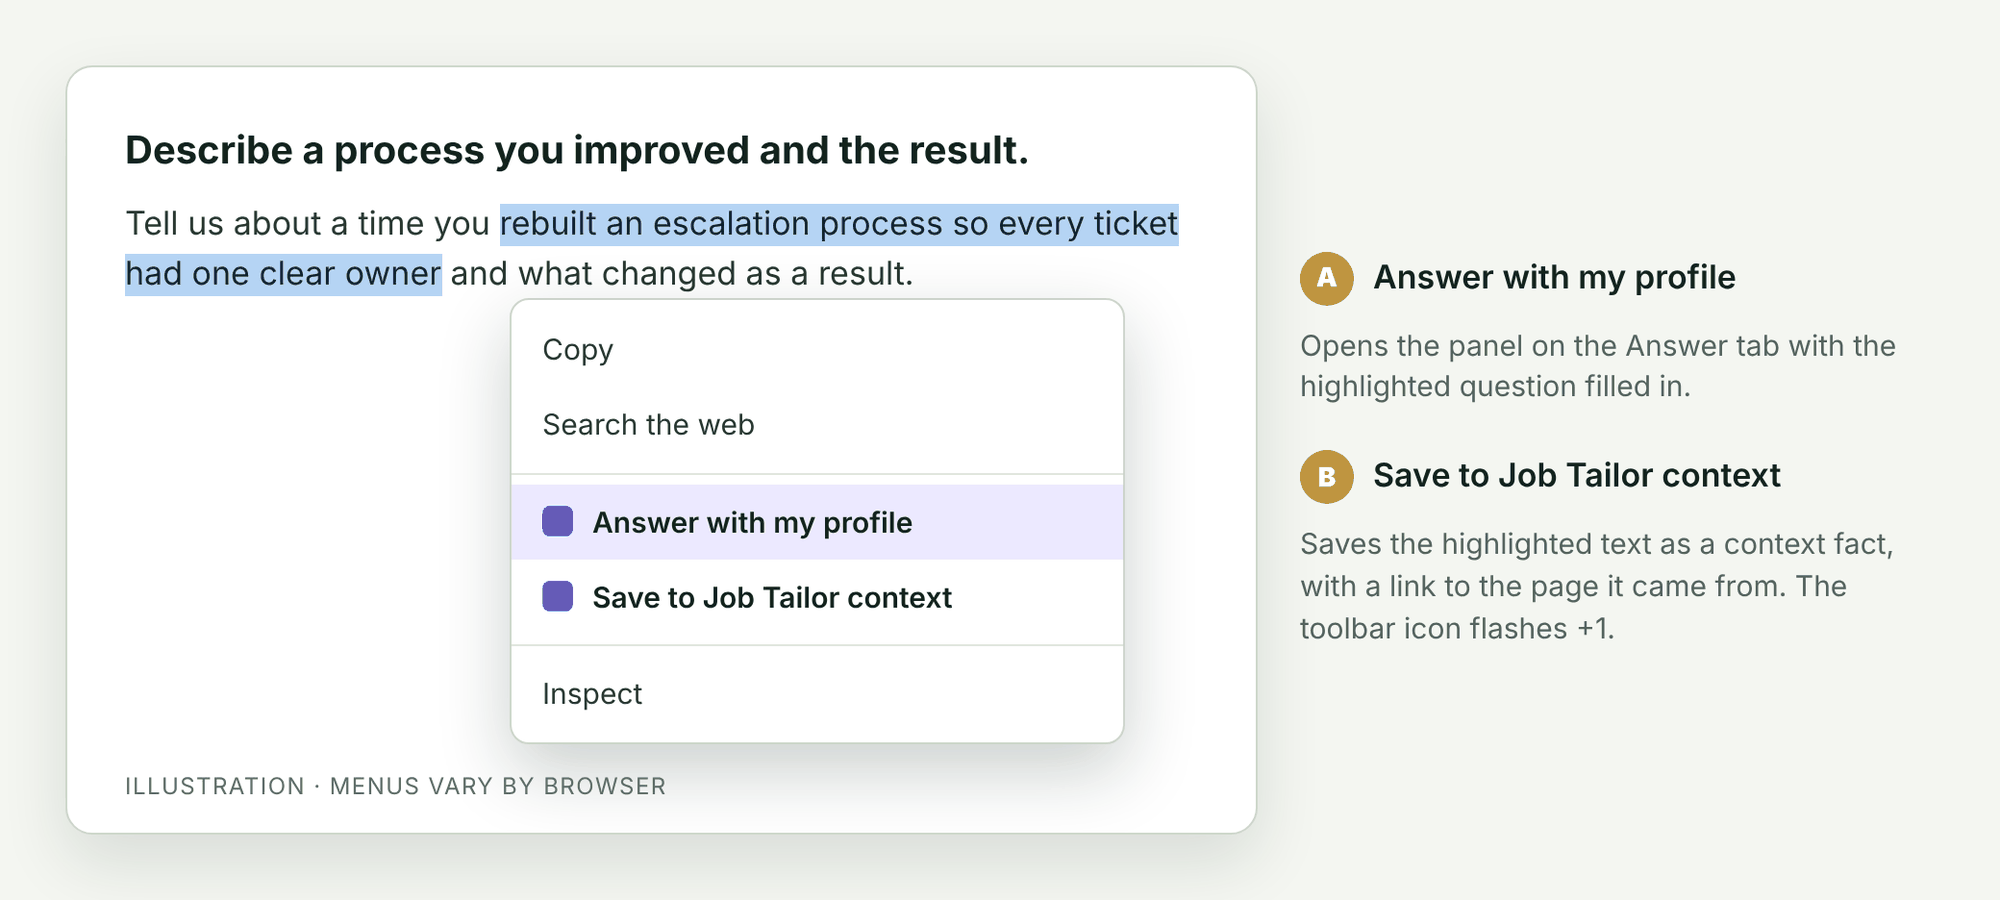 Describe a process you improved and the result.
Tell us about a time you rebuilt an escalation process so every ticket
had one clear owner and what changed as a result.
Copy
Search the web
Answer with my profile
Save to Job Tailor context
Inspect
ILLUSTRATION · MENUS VARY BY BROWSER
A Answer with my profile
Opens the panel on the Answer tab with the
highlighted question filled in.
B Save to Job Tailor context
Saves the highlighted text as a context fact,
with a link to the page it came from. The
toolbar icon flashes +1.